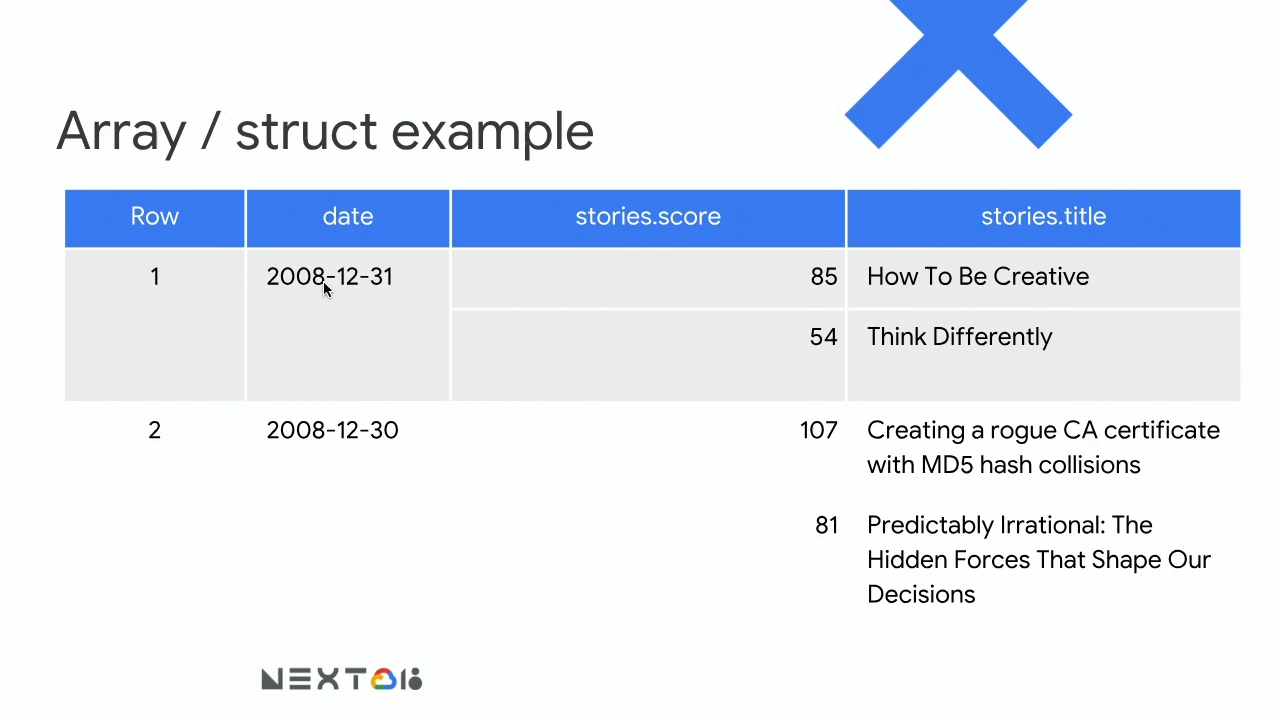 Array / struct example
Row date stories.score stories.title
1 2008-12-31 85 How To Be Creative
54 Think Differently
2 2008-12-30 107 Creating a rogue CA certificate
with MD5 hash collisions
81 Predictably Irrational: The
Hidden Forces That Shape Our
Decisions
NEXT 18